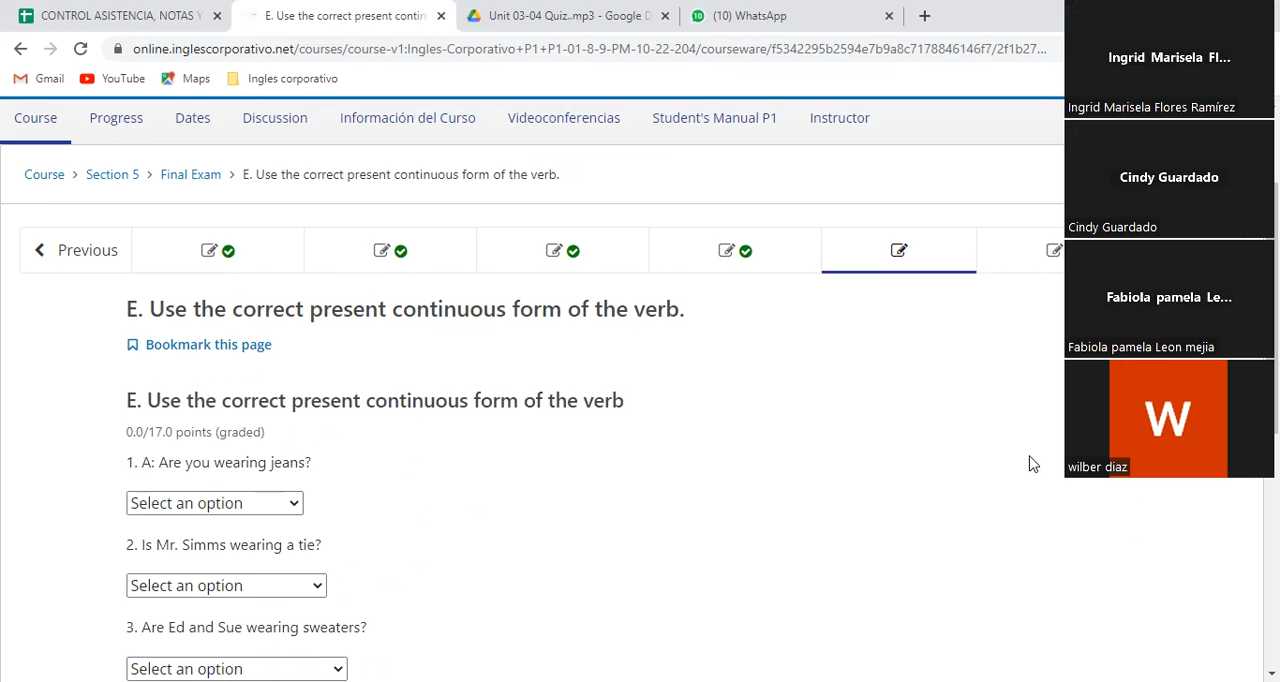 CONTROL ASISTENCIA, NOTAS Y
E. Use the correct present contin
Unit 03-04 Quiz..mp3 - Google D
(10) WhatsApp
online.inglescorporativo.net/courses/course-v1:Ingles-Corporativo+P1+P1-01-8-9-PM-10-22-204/courseware/f5342295b2594e7b9a8c7178846146f7/2f1b27...
Gmail
YouTube
Maps
Ingles corporativo
Course
Progress
Dates
Discussion
Información del Curso
Videoconferencias
Student's Manual P1
Instructor
Course > Section 5 > Final Exam > E. Use the correct present continuous form of the verb.
Previous
E. Use the correct present continuous form of the verb.
Bookmark this page
E. Use the correct present continuous form of the verb
0.0/17.0 points (graded)
1. A: Are you wearing jeans?
Select an option
2. Is Mr. Simms wearing a tie?
Select an option
3. Are Ed and Sue wearing sweaters?
Select an option
Ingrid Marisela Fl...
Ingrid Marisela Flores Ramírez
Cindy Guardado
Cindy Guardado
Fabiola pamela Le...
Fabiola pamela Leon mejia
W
wilber diaz